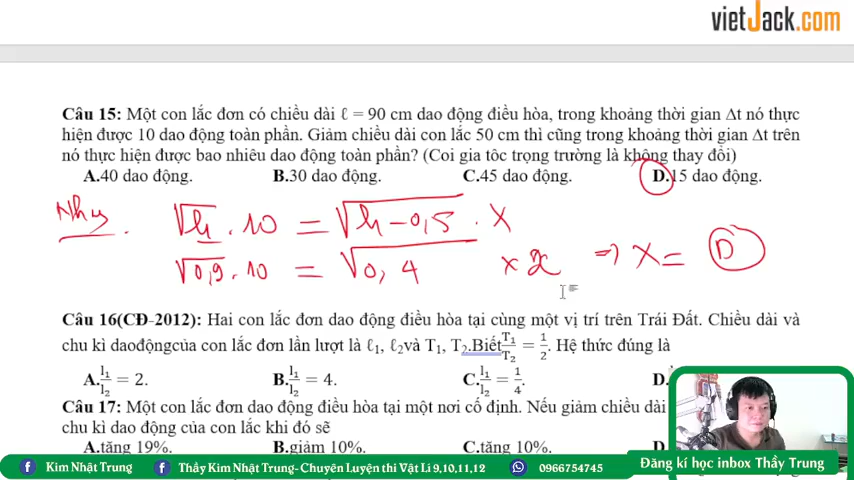 vietJack.com
Câu 15: Một con lắc đơn có chiều dài ℓ = 90 cm dao động điều hòa, trong khoảng thời gian Δt nó thực
hiện được 10 dao động toàn phần. Giảm chiều dài con lắc 50 cm thì cũng trong khoảng thời gian Δt trên
nó thực hiện được bao nhiêu dao động toàn phần? (Coi gia tôc trọng trường là không thay đổi)
A.40 dao động. B.30 dao động. C.45 dao động. D.15 dao động.
Như . √l1 . 10 = √l1 - 0,5 . X
√0,9 . 10 = √0,4 x x ⇒ X = D
Câu 16(CĐ-2012): Hai con lắc đơn dao động điều hòa tại cùng một vị trí trên Trái Đất. Chiều dài và
chu kì daođộngcủa con lắc đơn lần lượt là ℓ1, ℓ2và T1, T2.Biết T1/T2 = 1/2. Hệ thức đúng là
A. l1/l2 = 2. B. l1/l2 = 4. C. l1/l2 = 1/4. D.
Câu 17: Một con lắc đơn dao động điều hòa tại một nơi cố định. Nếu giảm chiều dài
chu kì dao động của con lắc khi đó sẽ
A.tăng 19%. B.giảm 10%. C.tăng 10%. D
Kim Nhật Trung Thầy Kim Nhật Trung-Chuyên Luyện thi Vật Lí 9,10,11,12 0966754745 Đăng kí học inbox Thầy Trung